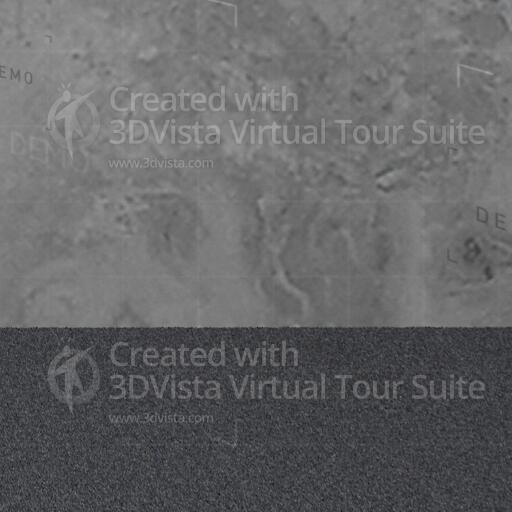 EMO
Created with
3DVista Virtual Tour Suite
www.3dvista.com
DEMO
DE
Created with
3DVista Virtual Tour Suite
www.3dvista.com